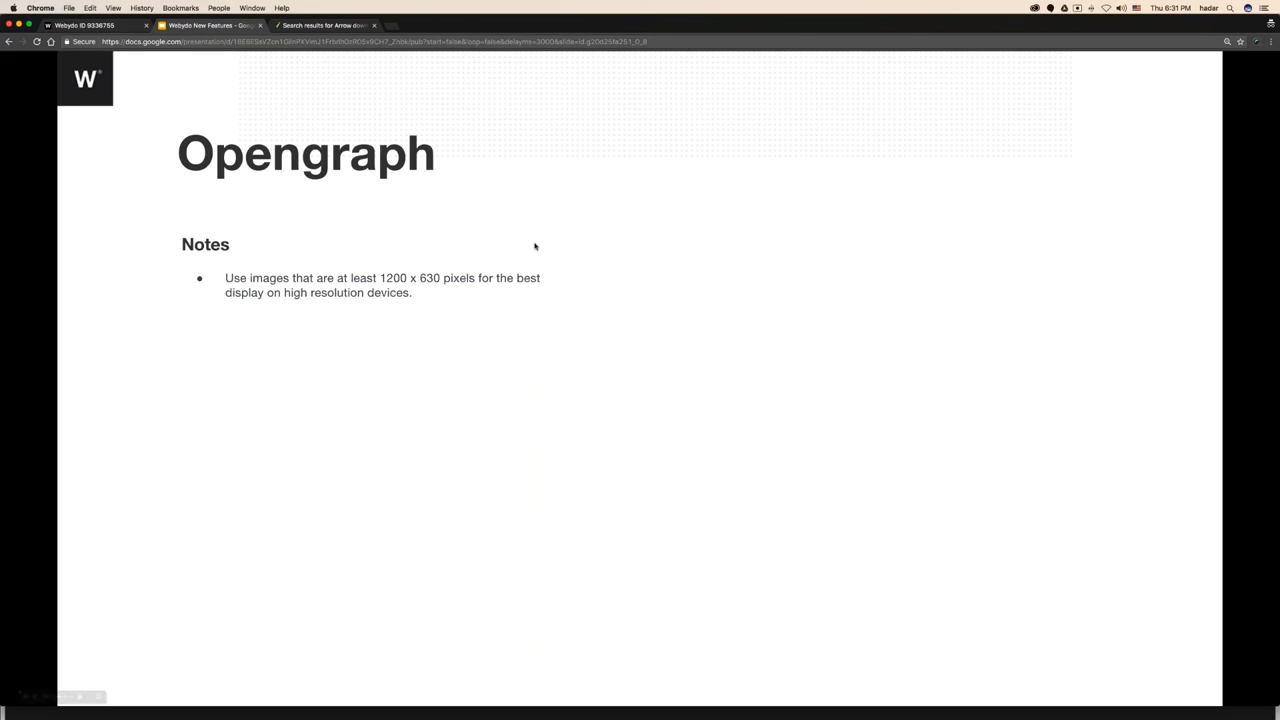 Chrome File Edit View History Bookmarks People Window Help
Thu 6:31 PM hadar
Webydo ID 9336755
Webydo New Features - Goog
Search results for Arrow dow
Secure
W
Opengraph
Notes
● Use images that are at least 1200 x 630 pixels for the best
display on high resolution devices.